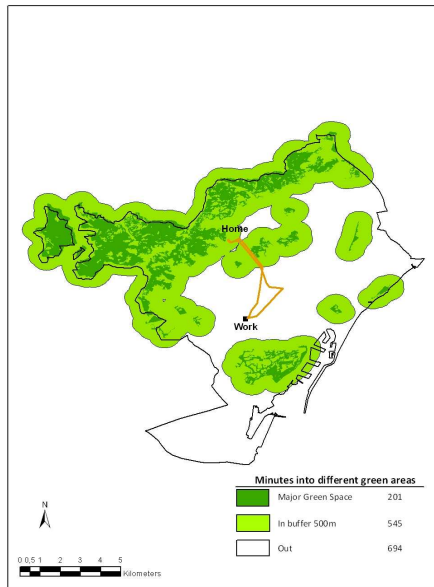 Home
Work
Minutes into different green areas
Major Green Space 201
In buffer 500m 545
Out 694
N
0 0,5 1 2 3 4 5
Kilometers